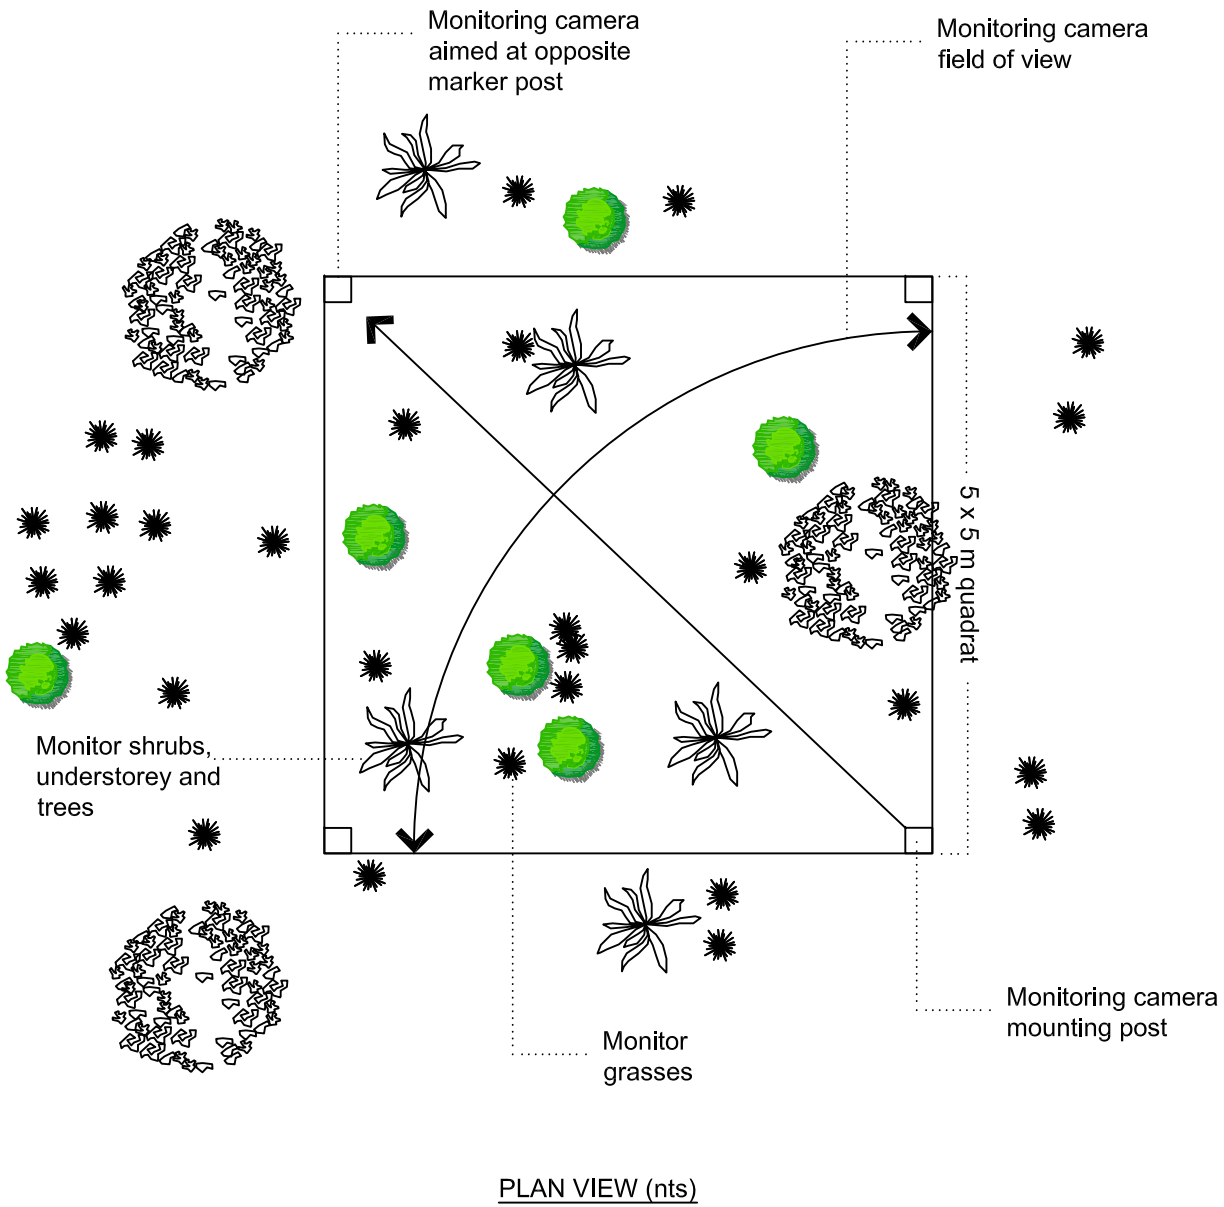 Monitoring camera
aimed at opposite
marker post
Monitoring camera
field of view
5 x 5 m quadrat
Monitor shrubs,
understorey and
trees
Monitoring camera
mounting post
Monitor
grasses
PLAN VIEW (nts)